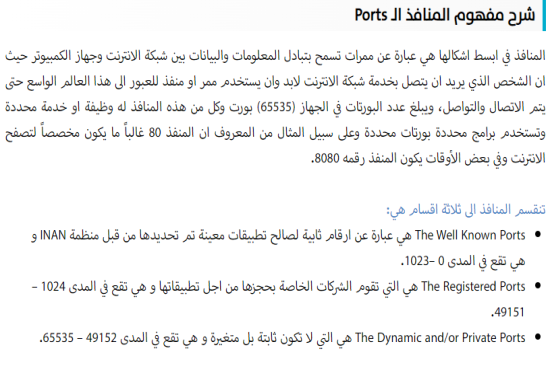 شرح مفهوم المنافذ الـ Ports
المنافذ في ابسط اشكالها هي عبارة عن ممرات تسمح بتبادل المعلومات والبيانات بين شبكة الانترنت وجهاز الكمبيوتر حيث
ان الشخص الذي يريد ان يتصل بخدمة شبكة الانترنت لابد وان يستخدم ممر او منفذ للعبور الى هذا العالم الواسع حتى
يتم الاتصال والتواصل، ويبلغ عدد البورتات في الجهاز (65535) بورت وكل من هذه المنافذ له وظيفة او خدمة محددة
وتستخدم برامج محددة بورتات محددة وعلى سبيل المثال من المعروف ان المنفذ 80 غالباً ما يكون مخصصاً لتصفح
الانترنت وفي بعض الأوقات يكون المنفذ رقمه 8080.
تنقسم المنافذ الى ثلاثة اقسام هي:
• The Well Known Ports هي عبارة عن ارقام ثابية لصالح تطبيقات معينة تم تحديدها من قبل منظمة INAN و
هي تقع في المدى 0 –1023.
• The Registered Ports هي التي تقوم الشركات الخاصة بحجزها من اجل تطبيقاتها و هي تقع في المدى 1024 –
49151.
• The Dynamic and/or Private Ports هي التي لا تكون ثابتة بل متغيرة و هي تقع في المدى 49152 – 65535.